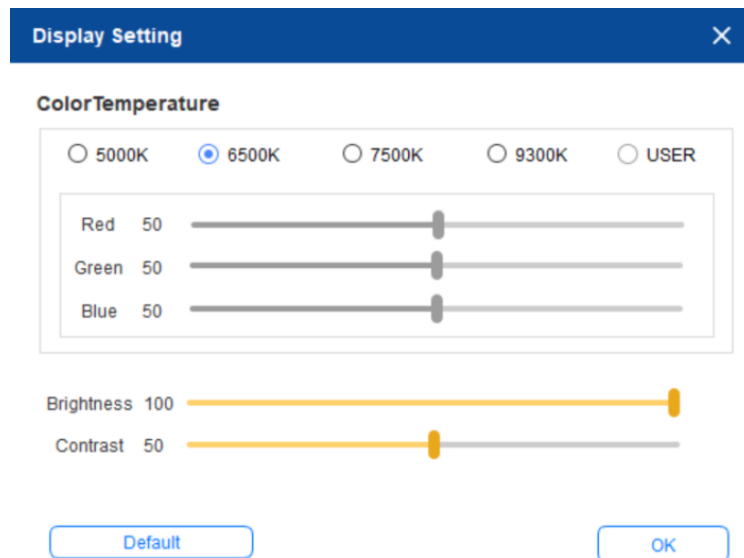 Display Setting
ColorTemperature
5000K 6500K 7500K 9300K USER
Red 50
Green 50
Blue 50
Brightness 100
Contrast 50
Default OK